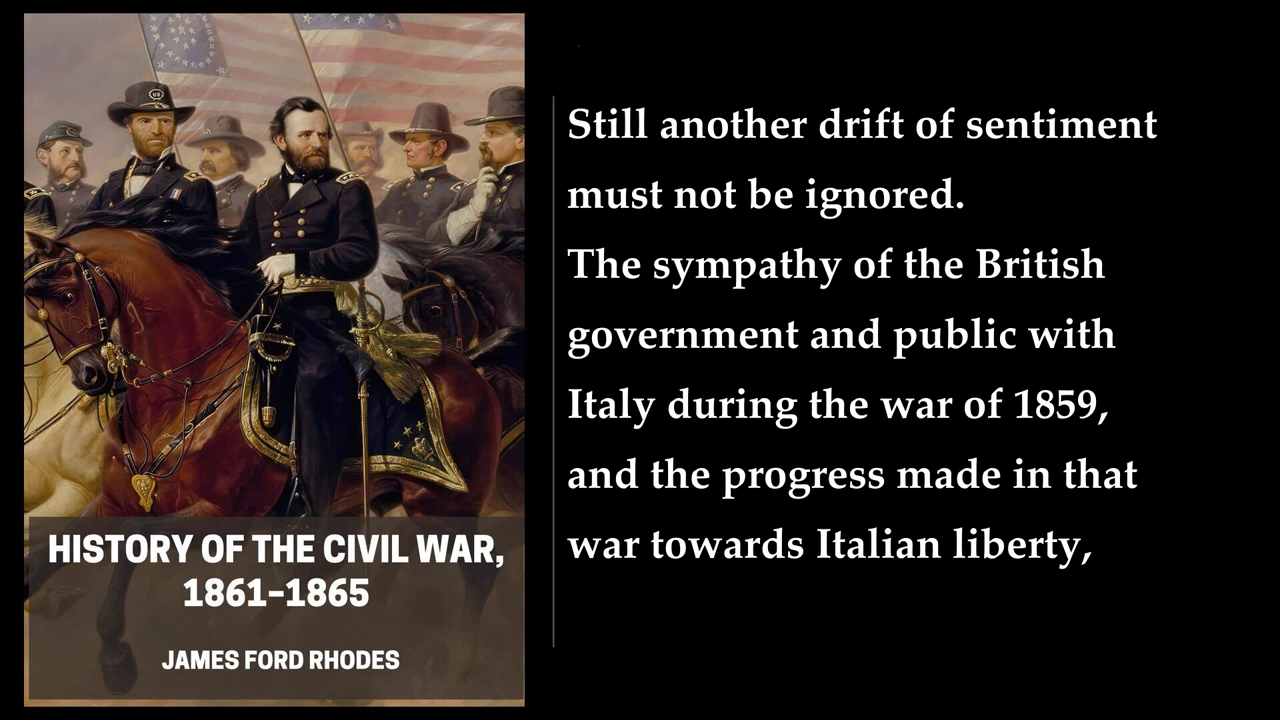 HISTORY OF THE CIVIL WAR,
1861–1865
JAMES FORD RHODES
Still another drift of sentiment
must not be ignored.
The sympathy of the British
government and public with
Italy during the war of 1859,
and the progress made in that
war towards Italian liberty,